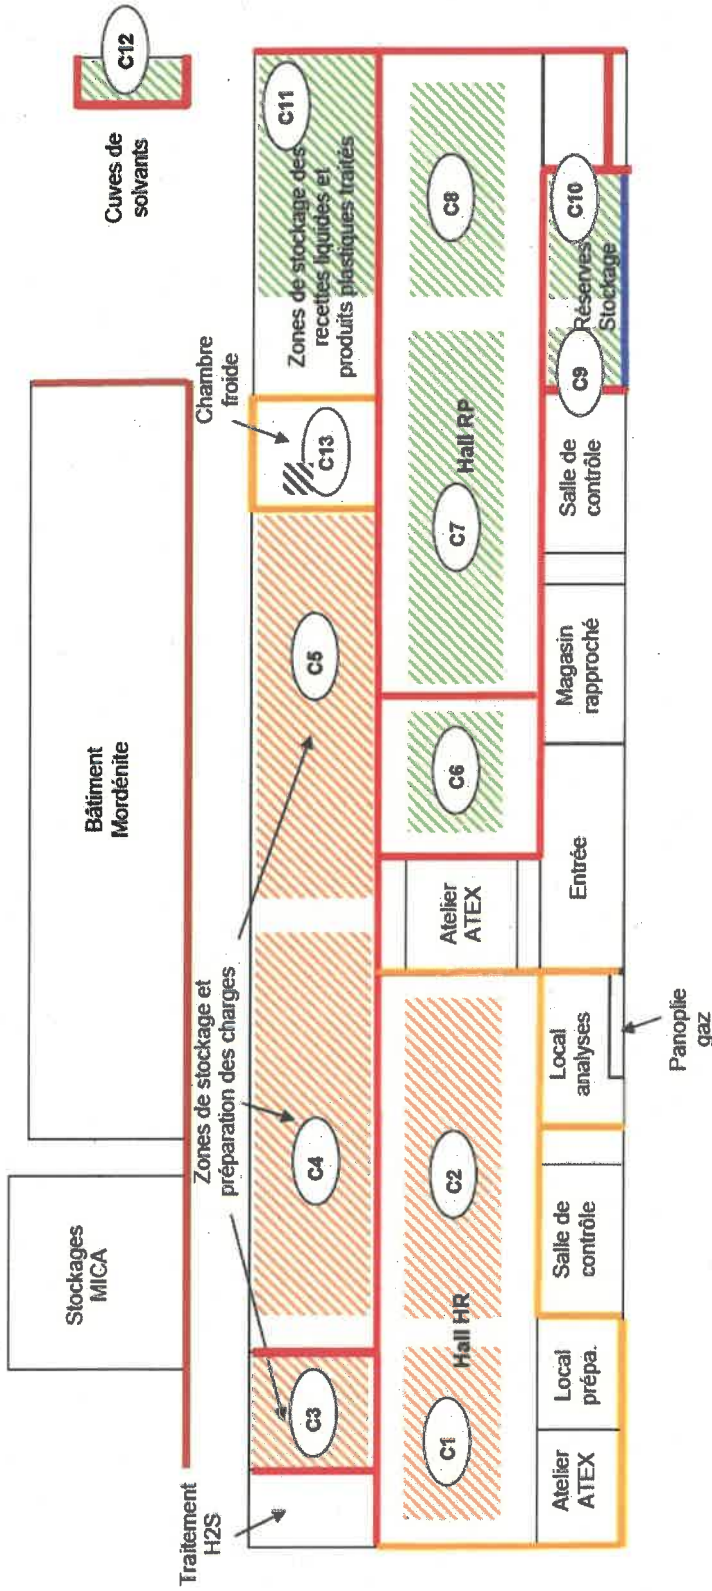 Stockages
MICA
Bâtiment
Mordénite
Cuves de
solvants
C12
Traitement
H2S
Zones de stockage et
préparation des charges
Chambre
froide
C3
C4
C5
C13
C11
Zones de stockage des
recettes liquides et
produits plastiques traités
C1
Hall HR
C2
Atelier
ATEX
C6
C7
Hall RP
C8
Atelier
ATEX
Local
prépa.
Salle de
contrôle
Local
analyses
Entrée
Magasin
rapproché
Salle de
contrôle
C9
Réserves
Stockage
C10
Panoplie
gaz